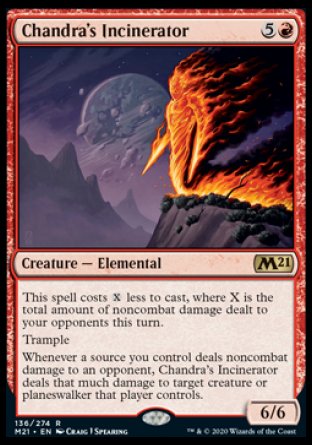 Chandra's Incinerator 5
Creature — Elemental M21
This spell costs X less to cast, where X is the
total amount of noncombat damage dealt to
your opponents this turn.
Trample
Whenever a source you control deals noncombat
damage to an opponent, Chandra's Incinerator
deals that much damage to target creature or
planeswalker that player controls.
6/6
136/274 R
M21 • EN CRAIG J SPEARING
™ & © 2020 Wizards of the Coast